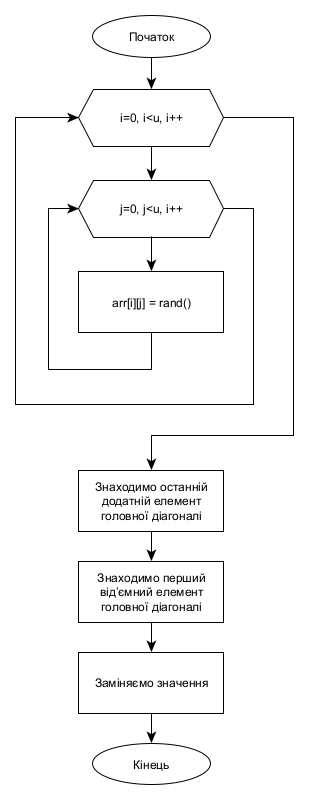 Початок
i=0, i<u, i++
j=0, j<u, i++
arr[i][j] = rand()
Знаходимо останній
додатній елемент
головної діагоналі
Знаходимо перший
від'ємний елемент
головної діагоналі
Заміняємо значення
Кінець